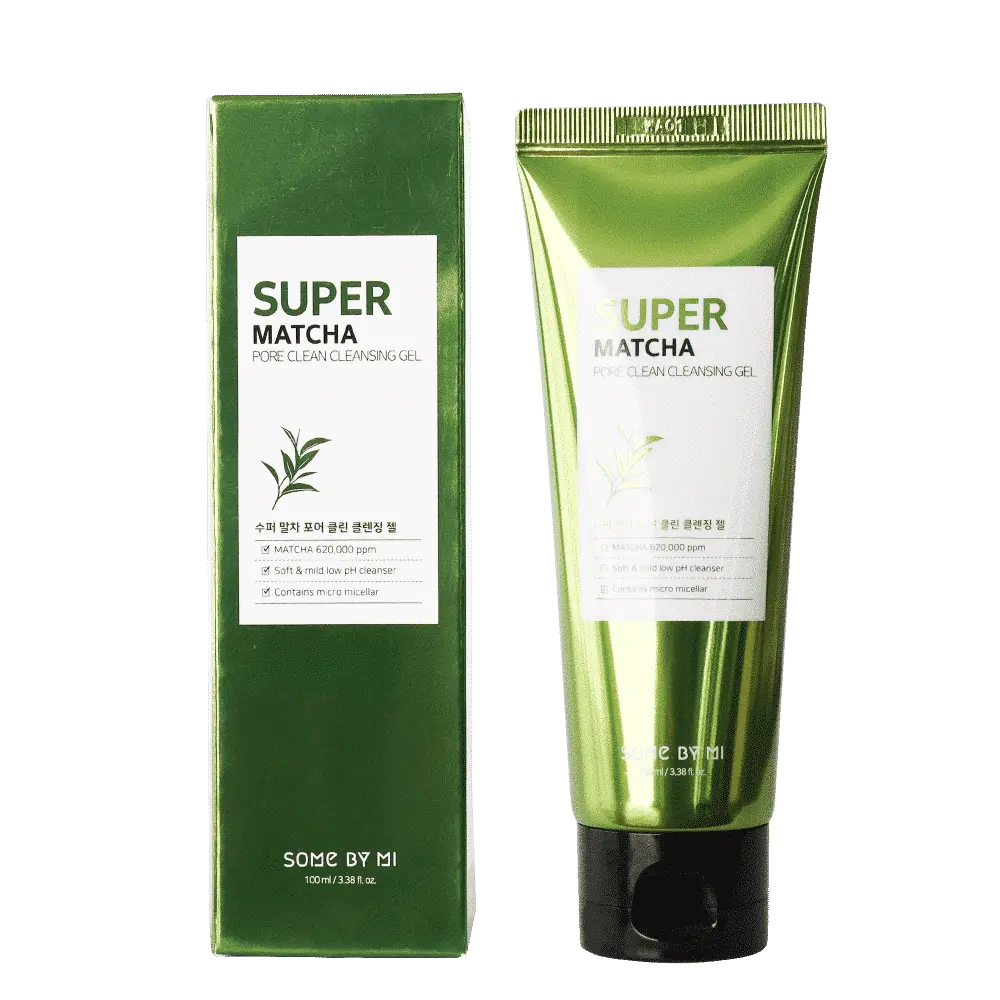 SUPER
MATCHA
PORE CLEAN CLEANSING GEL
수퍼 말차 포어 클린 클렌징 젤
MATCHA 620,000 ppm
Soft & mild low pH cleanser
Contains micro micellar
SOME BY MI
100 ml / 3.38 fl. oz.
SUPER
MATCHA
PORE CLEAN CLEANSING GEL
클린 클렌징 젤
MATCHA 620,000 ppm
Soft & mild low pH cleanser
Contains micro micellar
SOME BY MI
ml / 3.38 fl. oz.